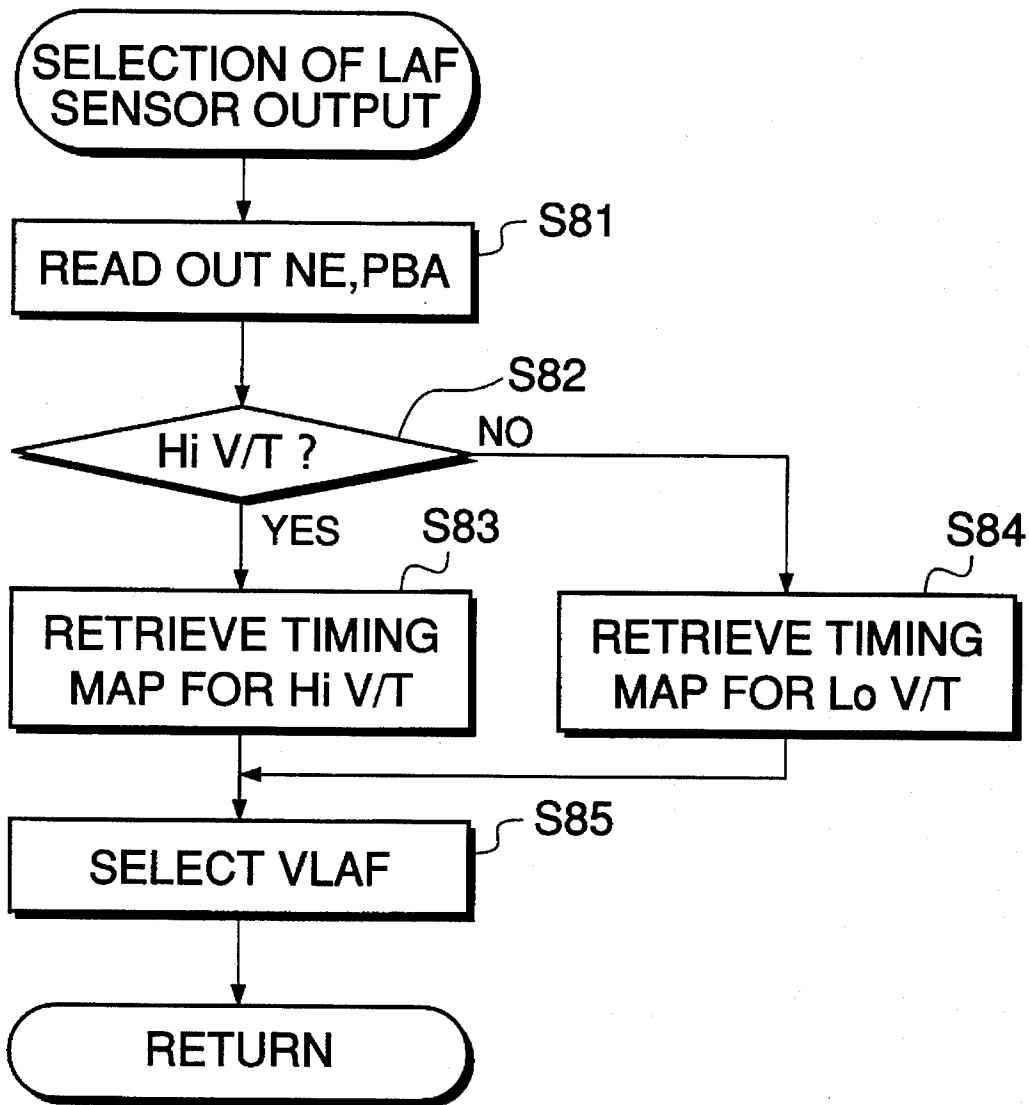 SELECTION OF LAF
SENSOR OUTPUT
S81
READ OUT NE,PBA
S82
Hi V/T ?
NO
YES
S83
RETRIEVE TIMING
MAP FOR Hi V/T
S84
RETRIEVE TIMING
MAP FOR Lo V/T
S85
SELECT VLAF
RETURN